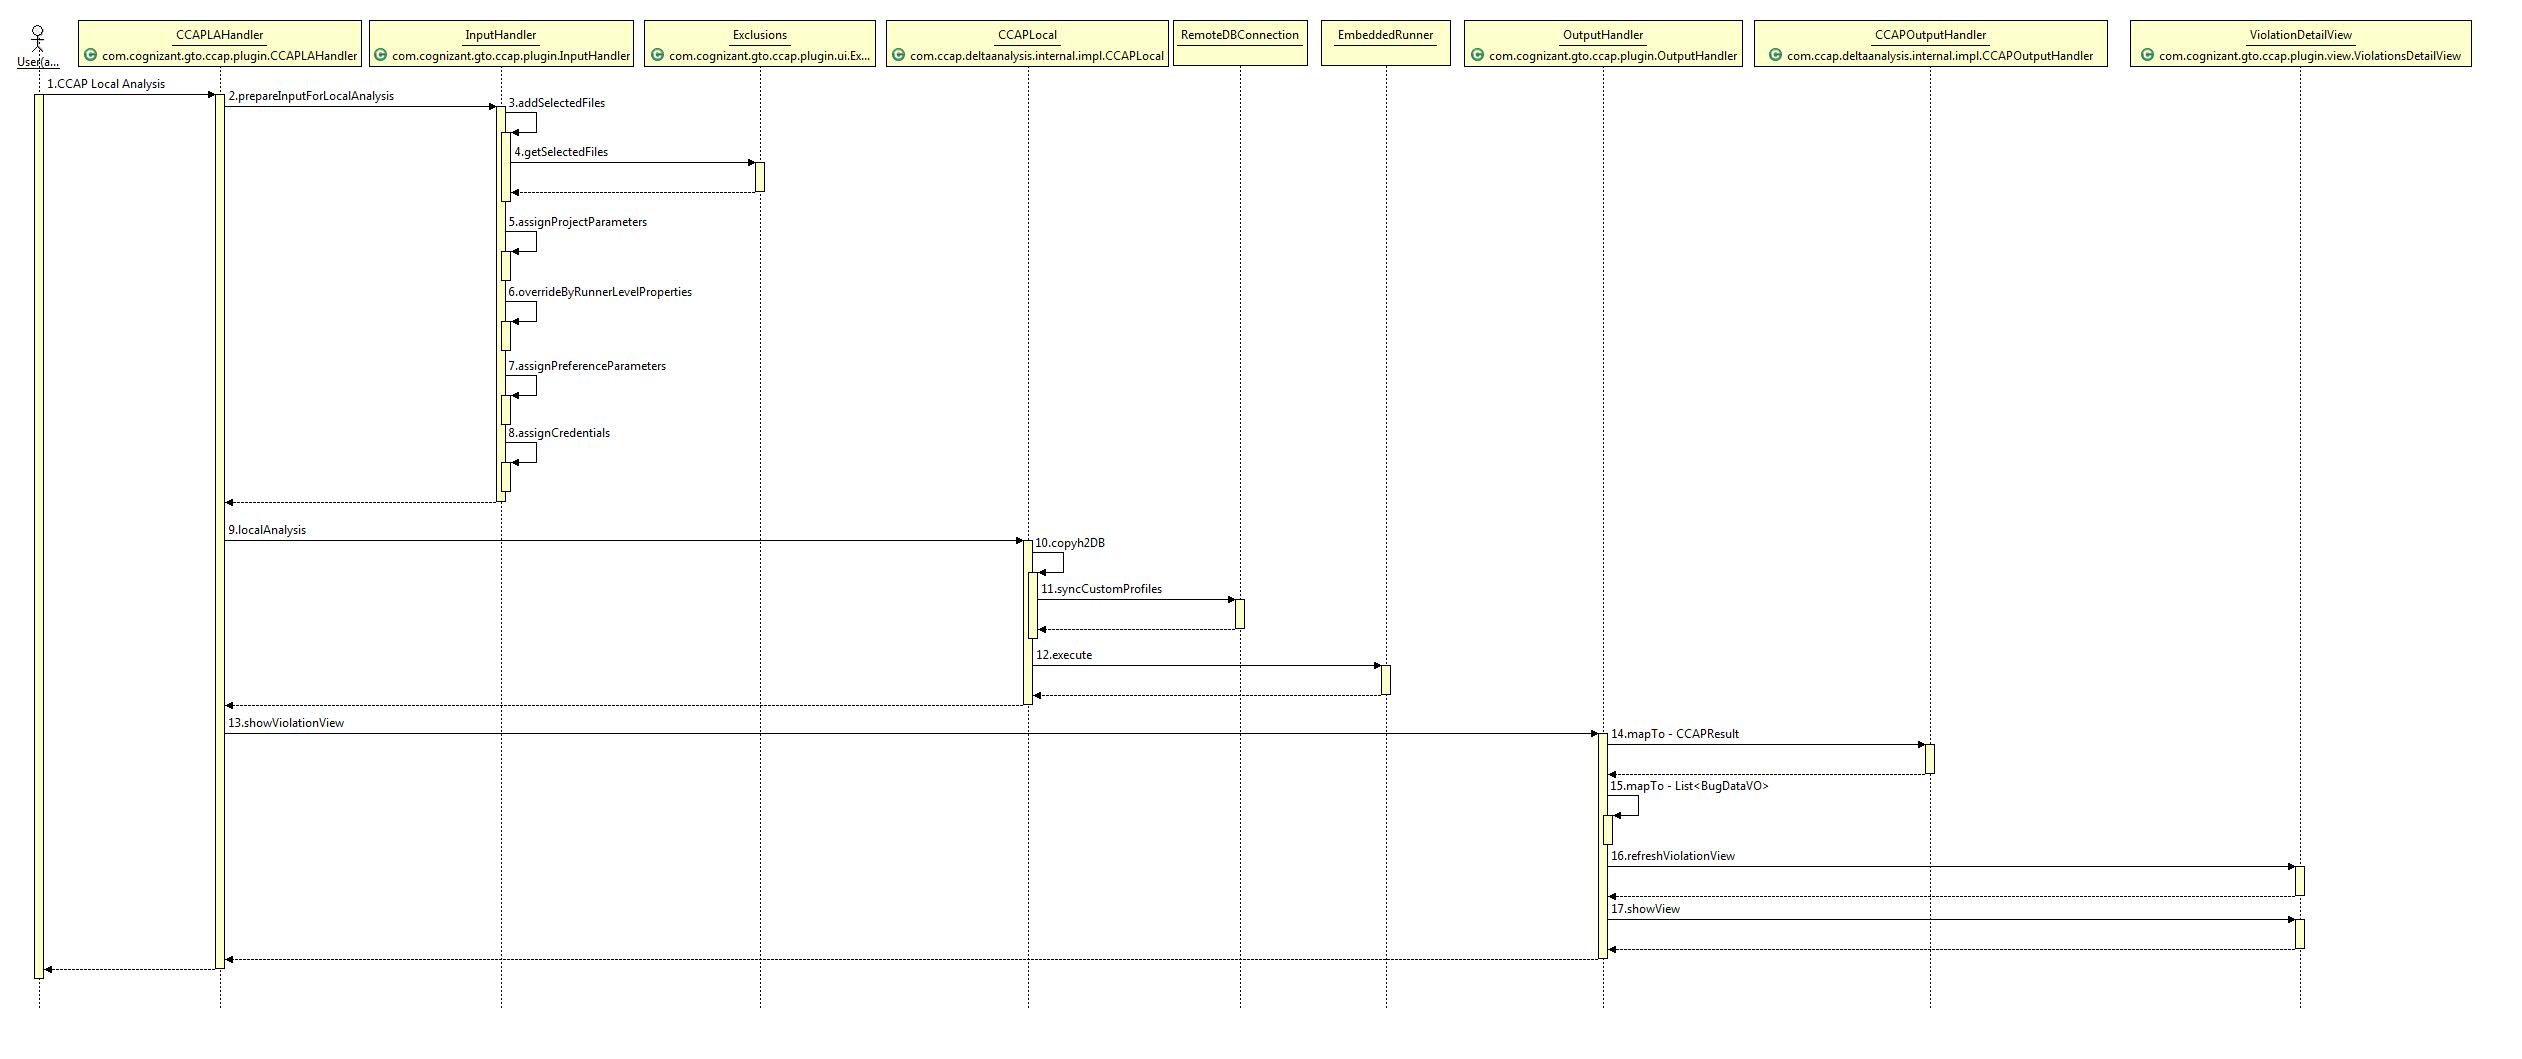 User(a...
CCAPLAHandler
com.cognizant.gto.ccap.plugin.CCAPLAHandler
InputHandler
com.cognizant.gto.ccap.plugin.InputHandler
Exclusions
com.cognizant.gto.ccap.plugin.ui.Ex...
CCAPLocal
com.ccap.deltaanalysis.internal.impl.CCAPLocal
RemoteDBConnection
EmbeddedRunner
OutputHandler
com.cognizant.gto.ccap.plugin.OutputHandler
CCAPOutputHandler
com.ccap.deltaanalysis.internal.impl.CCAPOutputHandler
ViolationDetailView
com.cognizant.gto.ccap.plugin.view.ViolationsDetailView
1.CCAP Local Analysis
2.prepareInputForLocalAnalysis
3.addSelectedFiles
4.getSelectedFiles
5.assignProjectParameters
6.overrideByRunnerLevelProperties
7.assignPreferenceParameters
8.assignCredentials
9.localAnalysis
10.copyh2DB
11.syncCustomProfiles
12.execute
13.showViolationView
14.mapTo - CCAPResult
15.mapTo - List<BugDataVO>
16.refreshViolationView
17.showView